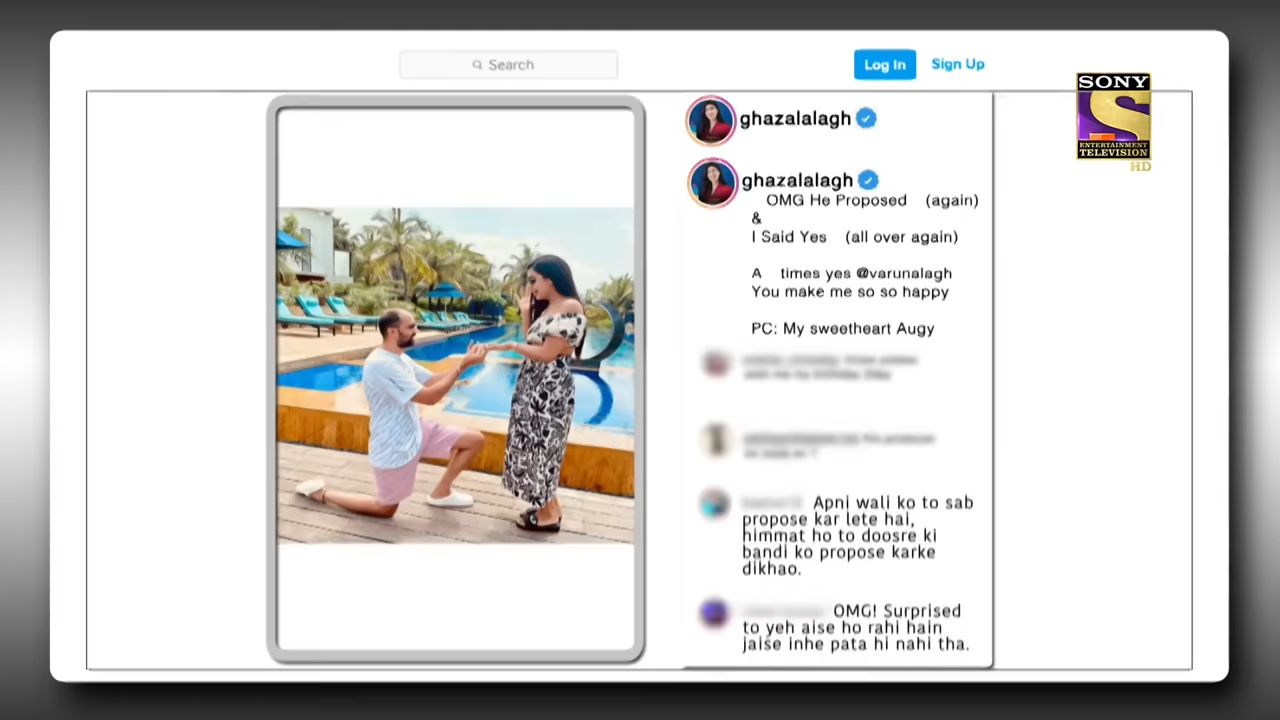 Search
Log In
Sign Up
SONY
ENTERTAINMENT
TELEVISION
HD
ghazalalagh
ghazalalagh
OMG He Proposed (again)
&
I Said Yes (all over again)
A times yes @varunalagh
You make me so so happy
PC: My sweetheart Augy
Apni wali ko to sab
propose kar lete hai,
himmat ho to doosre ki
bandi ko propose karke
dikhao.
OMG! Surprised
to yeh aise ho rahi hain
jaise inhe pata hi nahi tha.